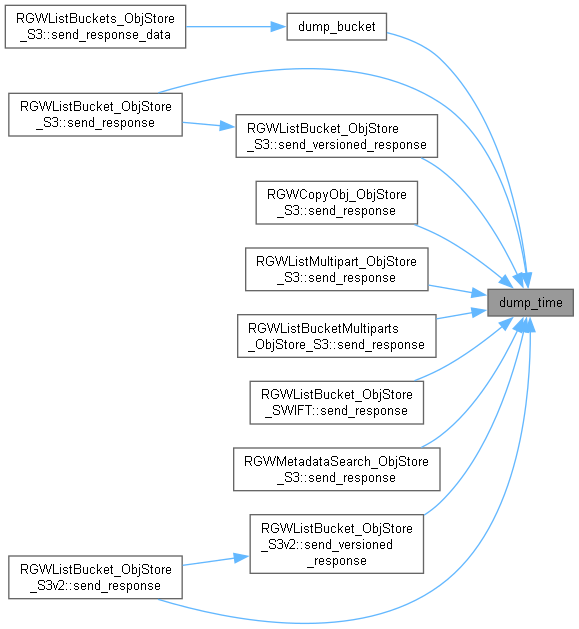 RGWListBuckets_ObjStore
_S3::send_response_data
dump_bucket
RGWListBucket_ObjStore
_S3::send_response
RGWListBucket_ObjStore
_S3::send_versioned_response
RGWCopyObj_ObjStore
_S3::send_response
RGWListMultipart_ObjStore
_S3::send_response
dump_time
RGWListBucketMultiparts
_ObjStore_S3::send_response
RGWListBucket_ObjStore
_SWIFT::send_response
RGWMetadataSearch_ObjStore
_S3::send_response
RGWListBucket_ObjStore
_S3v2::send_versioned
_response
RGWListBucket_ObjStore
_S3v2::send_response